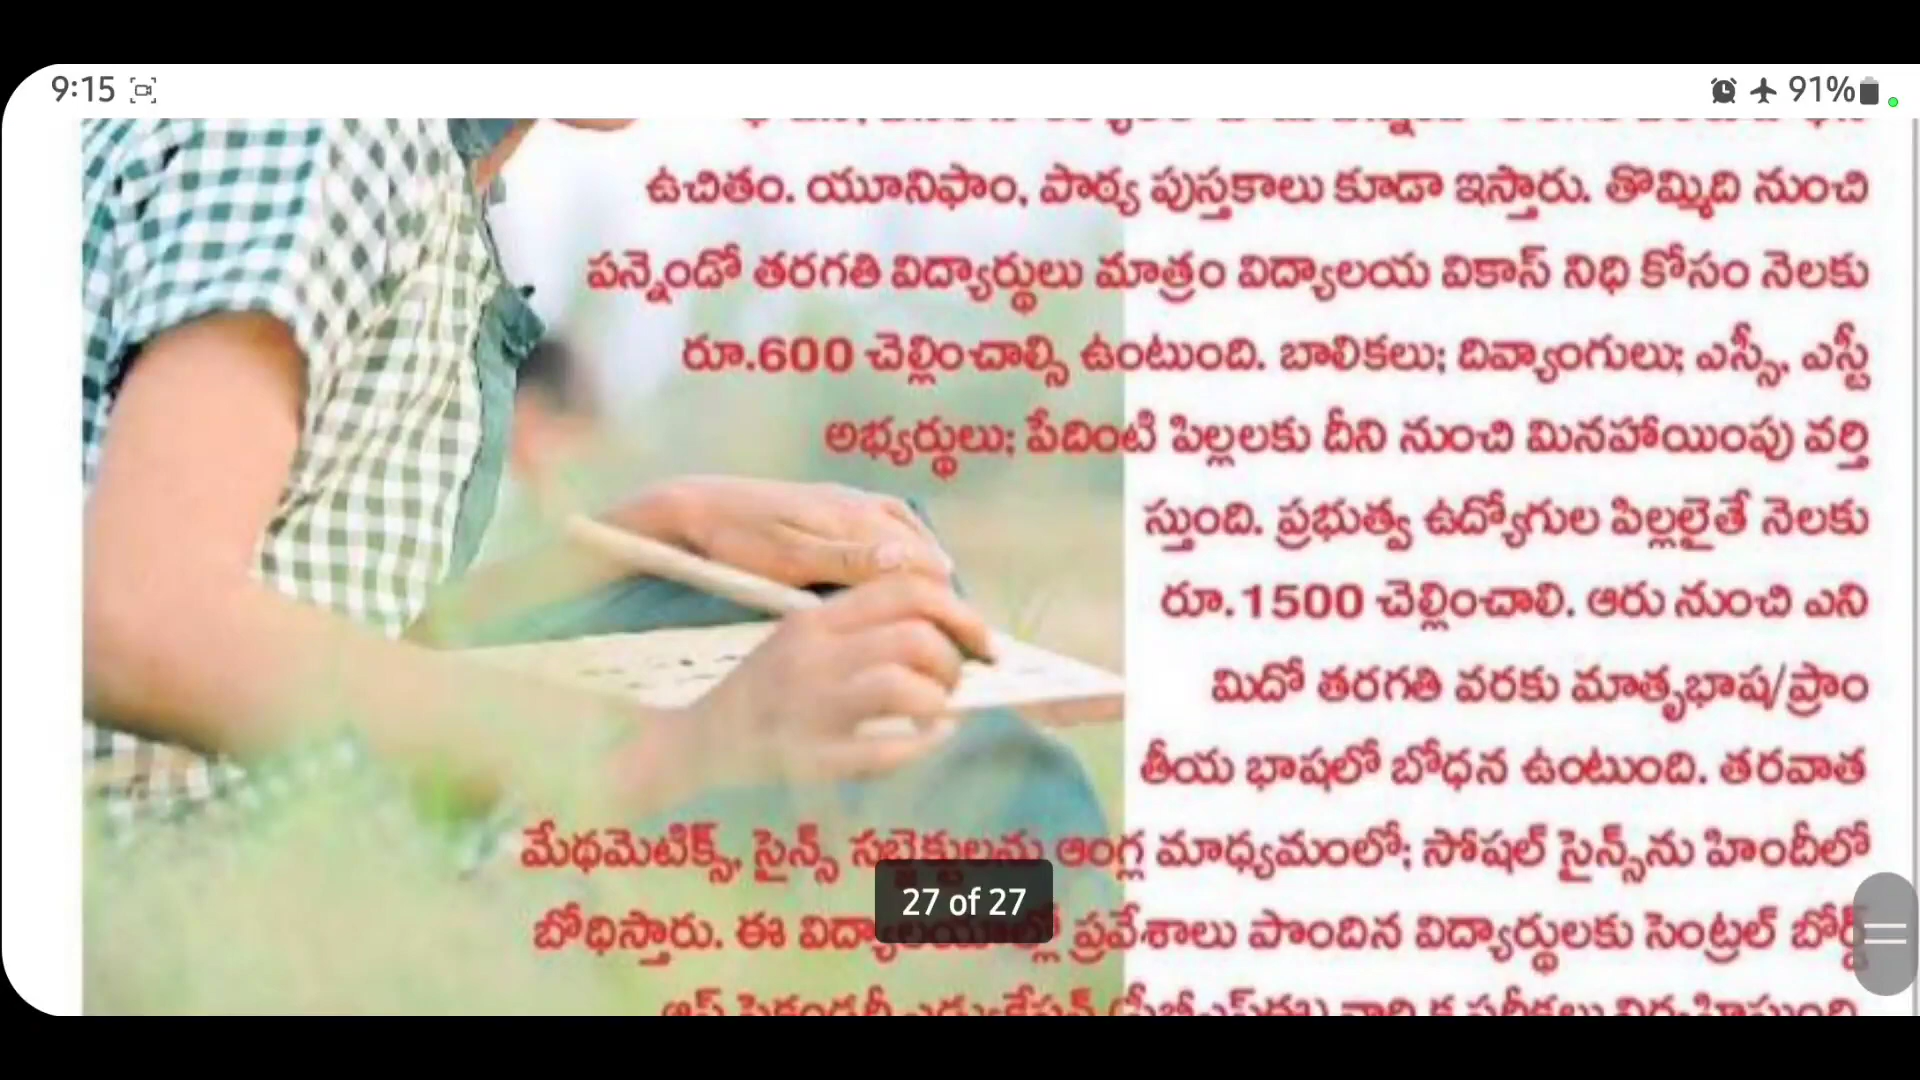 9:15
91%
ఉచితం. యూనిఫాం, పాఠ్య పుస్తకాలు కూడా ఇస్తారు. తొమ్మిది నుంచి
పన్నెండో తరగతి విద్యార్థులు మాత్రం విద్యాలయ వికాస్ నిధి కోసం నెలకు
రూ.600 చెల్లించాల్సి ఉంటుంది. బాలికలు; దివ్యాంగులు; ఎస్సీ, ఎస్టీ
అభ్యర్థులు; పేదింటి పిల్లలకు దీని నుంచి మినహాయింపు వర్తి
స్తుంది. ప్రభుత్వ ఉద్యోగుల పిల్లలైతే నెలకు
రూ.1500 చెల్లించాలి. ఆరు నుంచి ఎని
మిదో తరగతి వరకు మాతృభాష/ప్రాం
తీయ భాషలో బోధన ఉంటుంది. తరవాత
మేథమెటిక్స్, సైన్స్ సబ్జెక్టులను ఆంగ్ల మాధ్యమంలో; సోషల్ సైన్స్‌ను హిందీలో
27 of 27
బోధిస్తారు. ఈ విద్యాలయాల్లో ప్రవేశాలు పొందిన విద్యార్థులకు సెంట్రల్ బోర్డ్